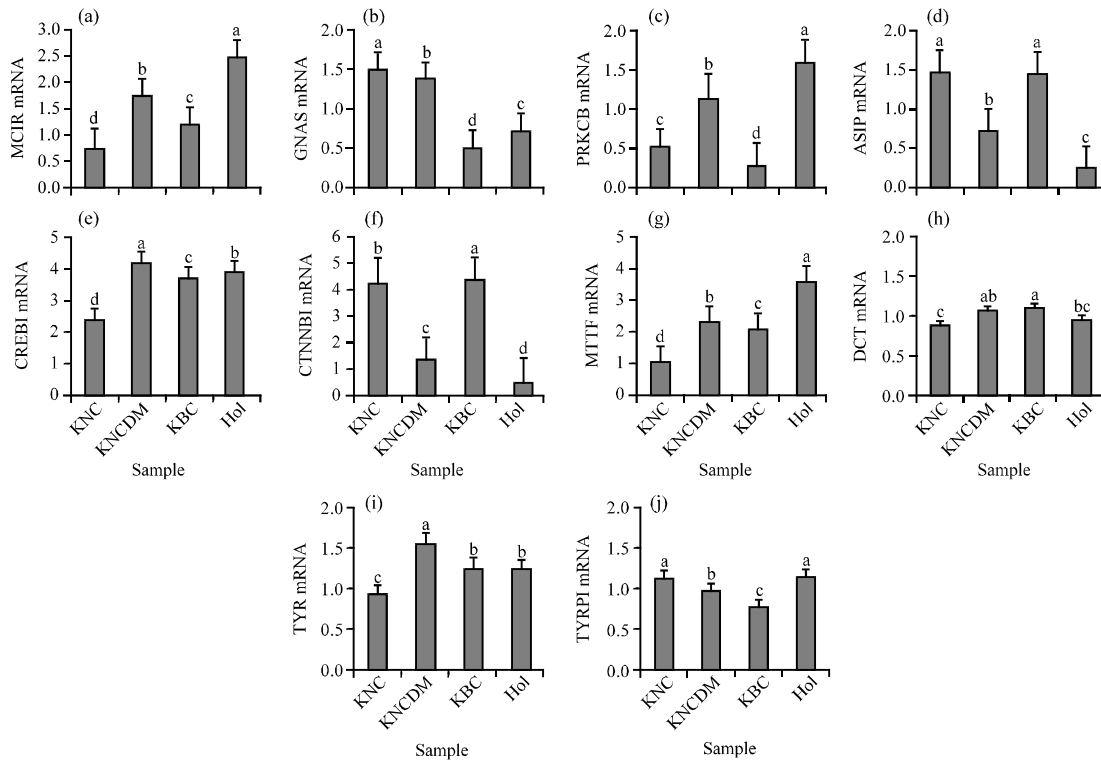 (a)
MCIR mRNA
3.0
2.5
2.0
1.5
1.0
0.5
0.0
d
b
c
a
(b)
GNAS mRNA
2.0
1.5
1.0
0.5
0.0
a
b
d
c
(c)
PRKCB mRNA
2.0
1.5
1.0
0.5
0.0
c
b
d
a
(d)
ASIP mRNA
2.0
1.5
1.0
0.5
0.0
a
b
a
c
(e)
CREBI mRNA
5
4
3
2
1
0
d
a
c
b
KNC
KNCDM
KBC
Hol
Sample
(f)
CTNNBI mRNA
6
5
4
3
2
1
0
b
c
a
d
KNC
KNCDM
KBC
Hol
Sample
(g)
MTTF mRNA
5
4
3
2
1
0
d
b
c
a
KNC
KNCDM
KBC
Hol
Sample
(h)
DCT mRNA
2.0
1.5
1.0
0.5
0.0
c
ab
a
bc
KNC
KNCDM
KBC
Hol
Sample
(i)
TYR mRNA
2.0
1.5
1.0
0.5
0.0
c
a
b
b
KNC
KNCDM
KBC
Hol
Sample
(j)
TYRPI mRNA
2.0
1.5
1.0
0.5
0.0
a
b
c
a
KNC
KNCDM
KBC
Hol
Sample